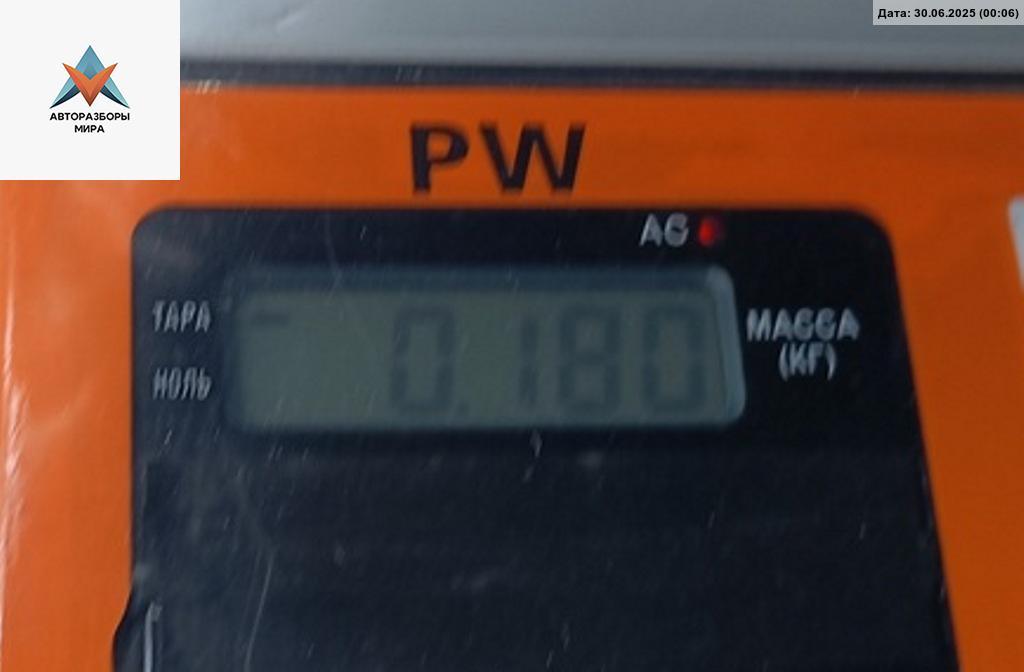 Дата: 30.06.2025 (00:06)
АВТОРАЗБОРЫ
МИРА
PW
AC
ТАРА
НОЛЬ
0.180
МАССА
(КГ)